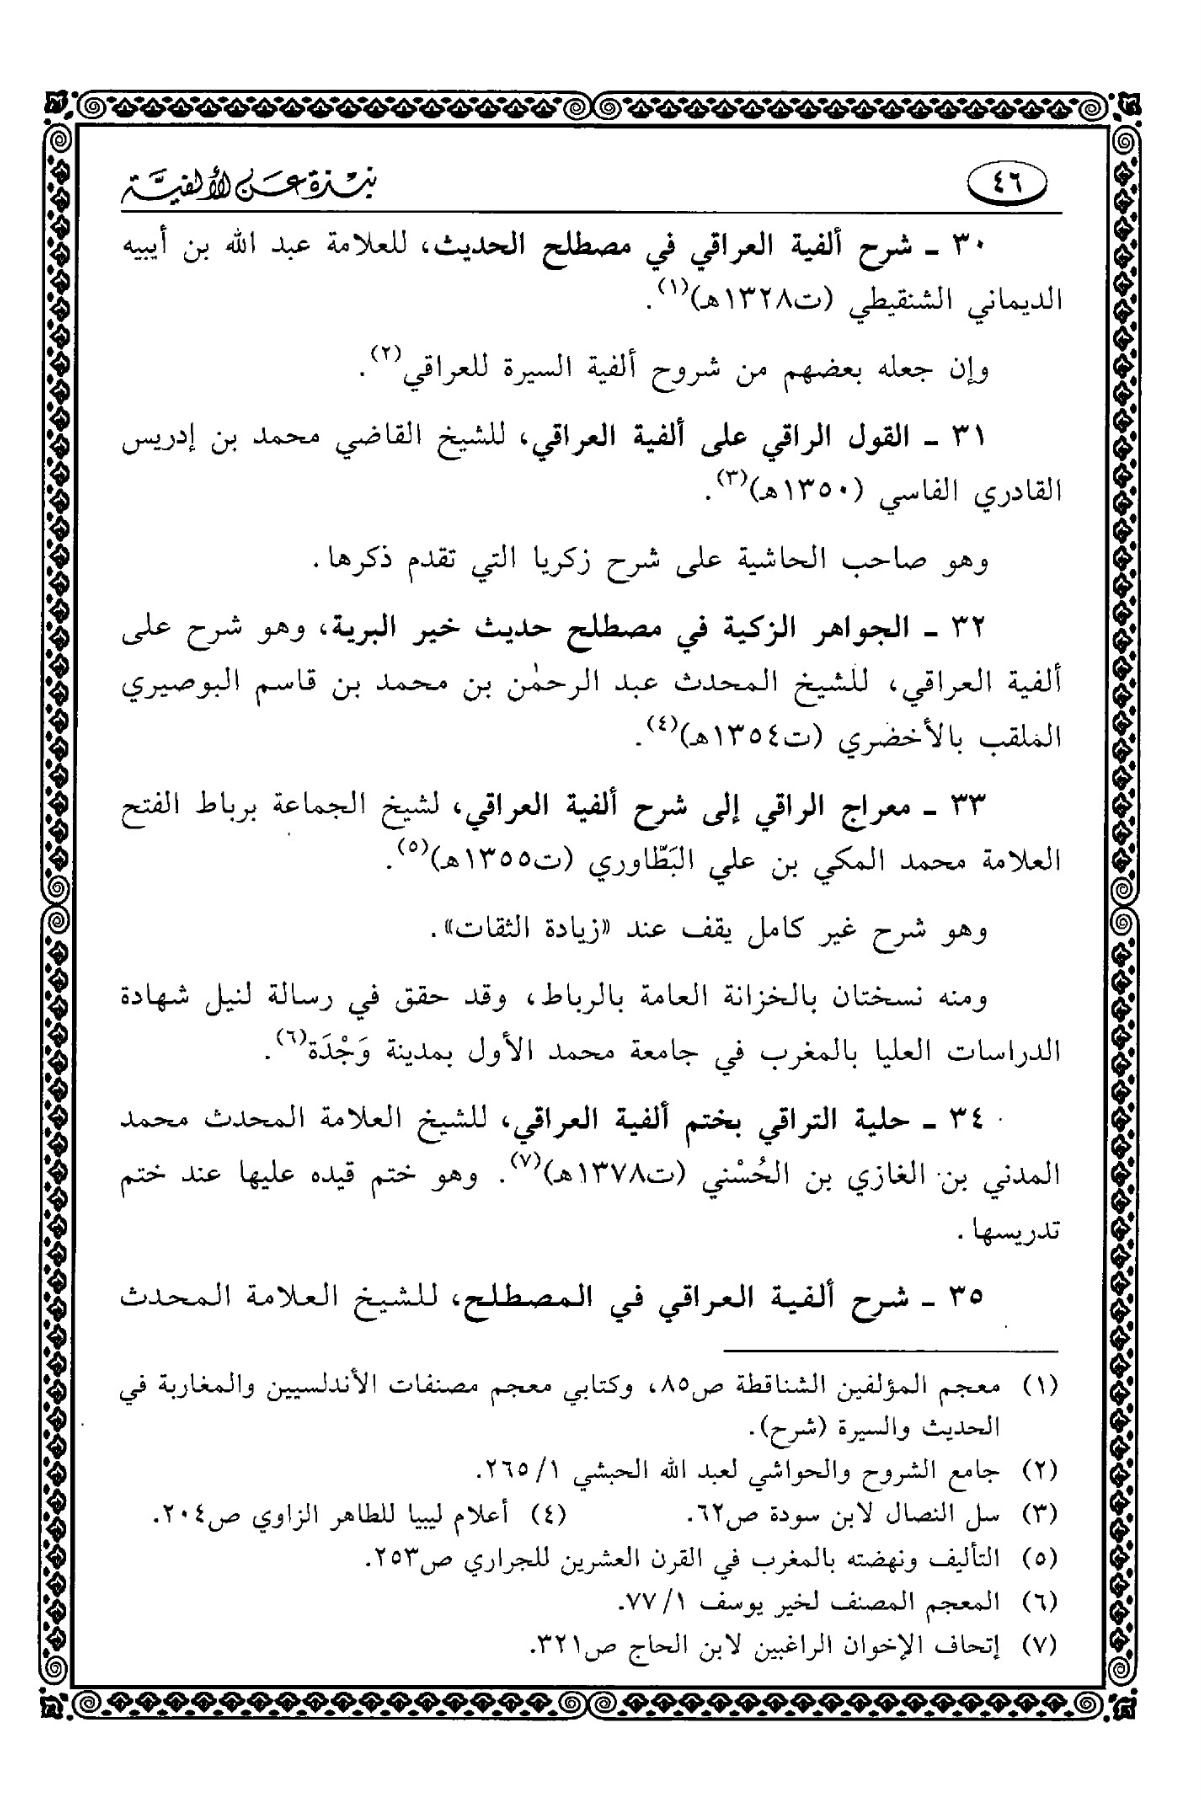 ٤٦
نبذة عن الألفية
٣٠ ـ شرح ألفية العراقي في مصطلح الحديث، للعلامة عبد الله بن أيبيه
الديماني الشنقيطي (ت١٣٢٨هـ)(١).
وإن جعله بعضهم من شروح ألفية السيرة للعراقي(٢).
٣١ ـ القول الراقي على ألفية العراقي، للشيخ القاضي محمد بن إدريس
القادري الفاسي (١٣٥٠هـ)(٣).
وهو صاحب الحاشية على شرح زكريا التي تقدم ذكرها.
٣٢ ـ الجواهر الزكية في مصطلح حديث خير البرية، وهو شرح على
ألفية العراقي، للشيخ المحدث عبد الرحمٰن بن محمد بن قاسم البوصيري
الملقب بالأخضري (ت١٣٥٤هـ)(٤).
٣٣ ـ معراج الراقي إلى شرح ألفية العراقي، لشيخ الجماعة برباط الفتح
العلامة محمد المكي بن علي البَطّاوري (ت١٣٥٥هـ)(٥).
وهو شرح غير كامل يقف عند «زيادة الثقات».
ومنه نسختان بالخزانة العامة بالرباط، وقد حقق في رسالة لنيل شهادة
الدراسات العليا بالمغرب في جامعة محمد الأول بمدينة وَجْدَة(٦).
٣٤ ـ حلية التراقي بختم ألفية العراقي، للشيخ العلامة المحدث محمد
المدني بن الغازي بن الحُسْني (ت١٣٧٨هـ)(٧). وهو ختم قيده عليها عند ختم
تدريسها.
٣٥ ـ شرح ألفية العراقي في المصطلح، للشيخ العلامة المحدث
(١) معجم المؤلفين الشناقطة ص٨٥، وكتابي معجم مصنفات الأندلسيين والمغاربة في
الحديث والسيرة (شرح).
(٢) جامع الشروح والحواشي لعبد الله الحبشي ٢٦٥/١.
(٣) سل النصال لابن سودة ص٦٢. (٤) أعلام ليبيا للطاهر الزاوي ص٢٠٤.
(٥) التأليف ونهضته بالمغرب في القرن العشرين للجراري ص٢٥٣.
(٦) المعجم المصنف لخير يوسف ٧٧/١.
(٧) إتحاف الإخوان الراغبين لابن الحاج ص٣٢١.